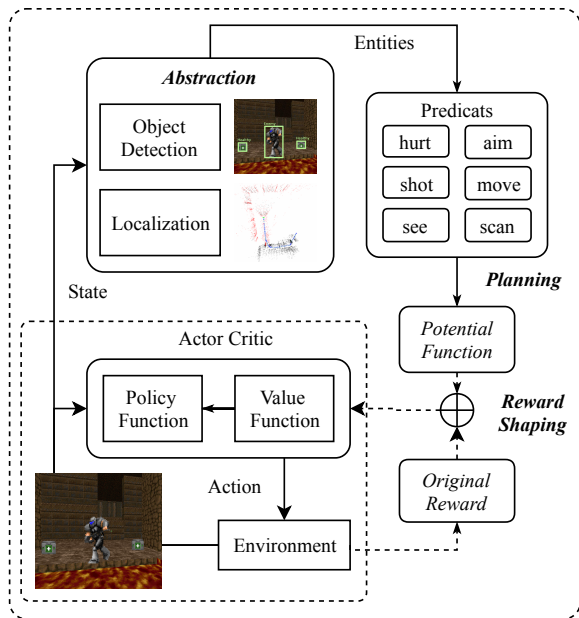 Entities
Abstraction
Object
Detection
Localization
Predicats
hurt
aim
shot
move
see
scan
State
Planning
Potential
Function
Actor Critic
Policy
Function
Value
Function
Reward
Shaping
Action
Original
Reward
Environment